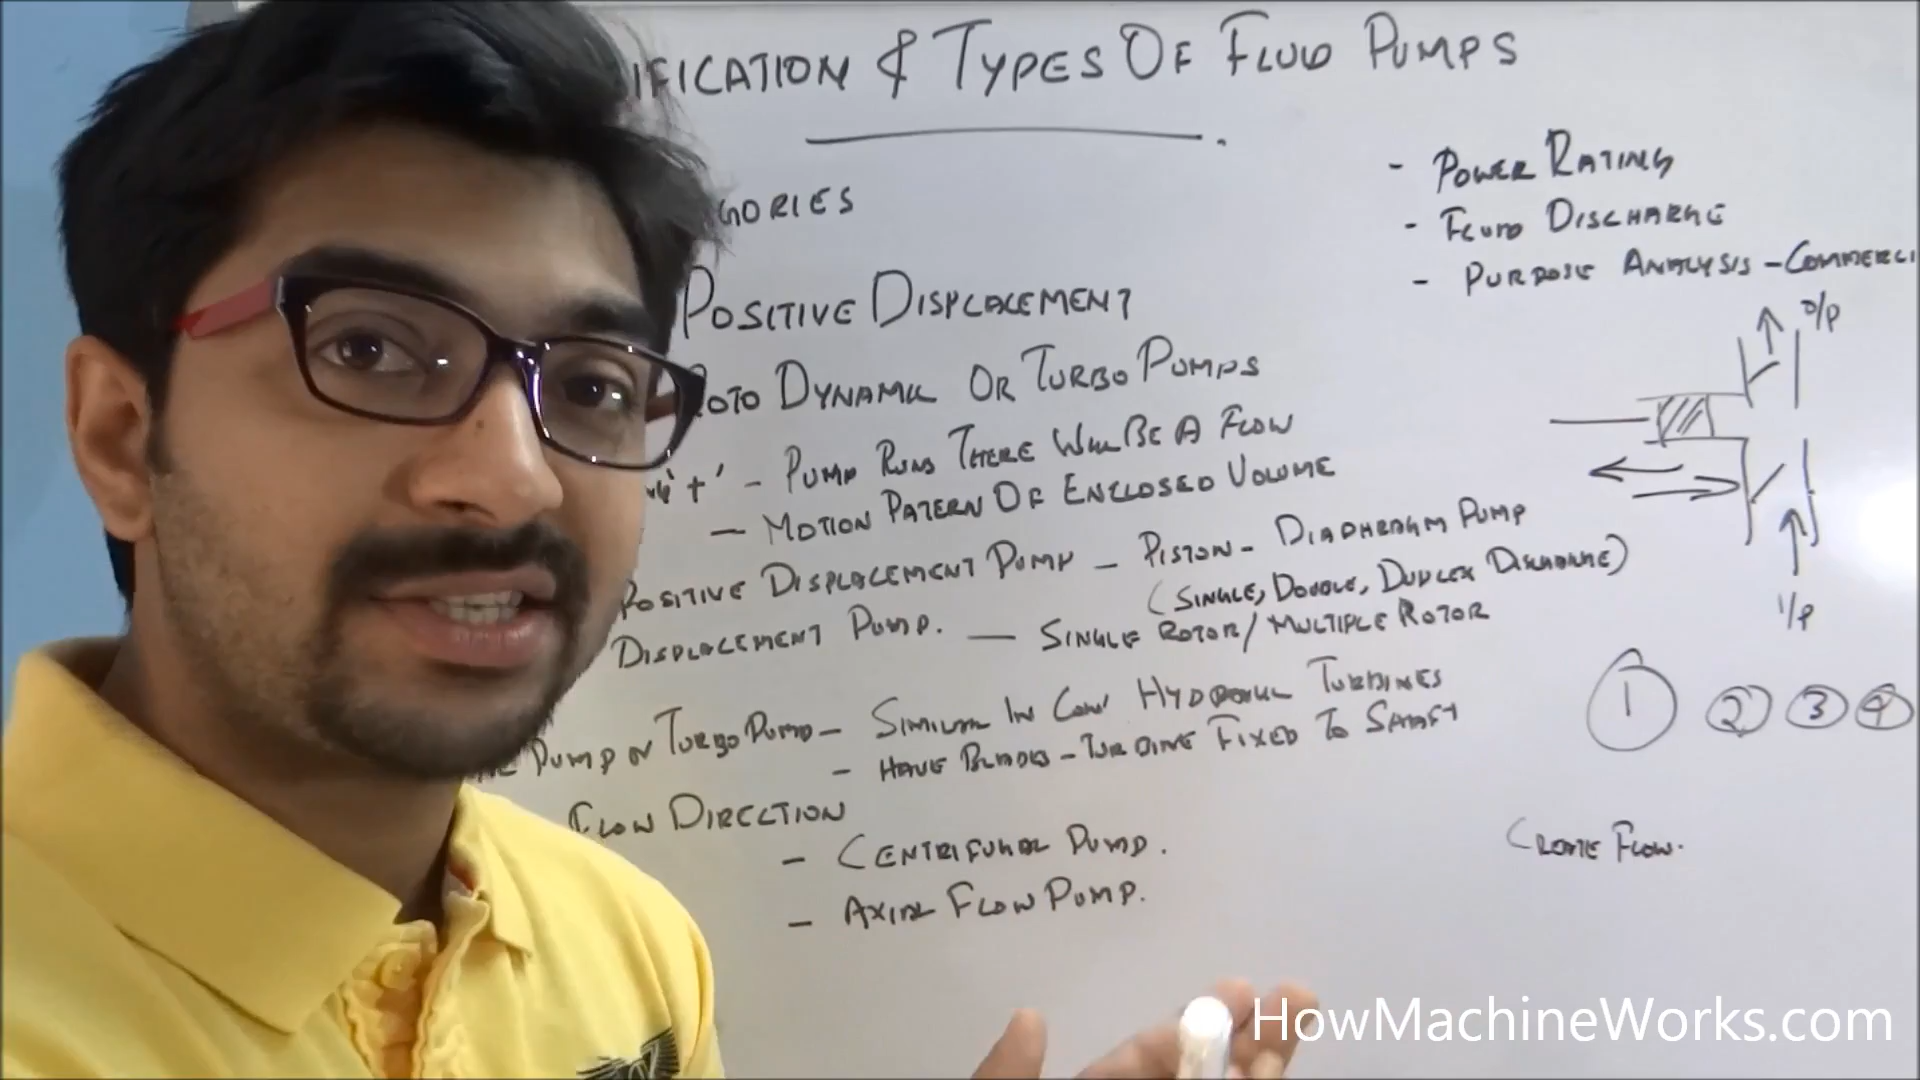 IFICATION & TYPES OF FLUID PUMPS
GORIES
- POWER RATING
- FLUID DISCHARGE
- PURPOSE ANALYSIS - COMMERCI
POSITIVE DISPLACEMENT
ROTO DYNAMIC OR TURBO PUMPS
'+' - PUMP RUNS THERE WILL BE A FLOW
- MOTION PATERN OF ENCLOSED VOLUME
POSITIVE DISPLACEMENT PUMP - PISTON - DIAPHRAGM PUMP
(SINGLE, DOUBLE, DUPLEX DISCHARGE)
DISPLACEMENT PUMP. - SINGLE ROTOR/MULTIPLE ROTOR
PUMP or TURBO PUMP - SIMILAR IN CON' HYDRAULIC TURBINES
- HAVE BLADES - TURBINE FIXED TO SHAFT
FLOW DIRECTION
- CENTRIFUGAL PUMP.
- AXIAL FLOW PUMP.
O/P
I/P
1 2 3 4
CREATE FLOW.
HowMachineWorks.com